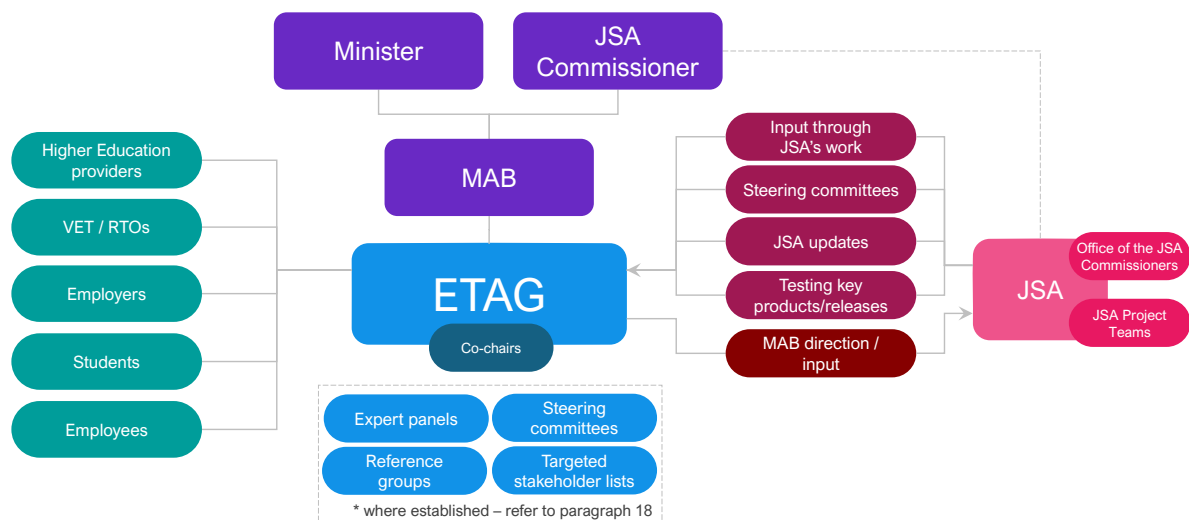 Minister
JSA
Commissioner
MAB
Higher Education
providers
VET / RTOs
Employers
Students
Employees
ETAG
Co-chairs
Input through
JSA's work
Steering committees
JSA updates
Testing key
products/releases
MAB direction /
input
JSA
Office of the JSA
Commissioners
JSA Project
Teams
Expert panels
Steering
committees
Reference
groups
Targeted
stakeholder lists
* where established – refer to paragraph 18